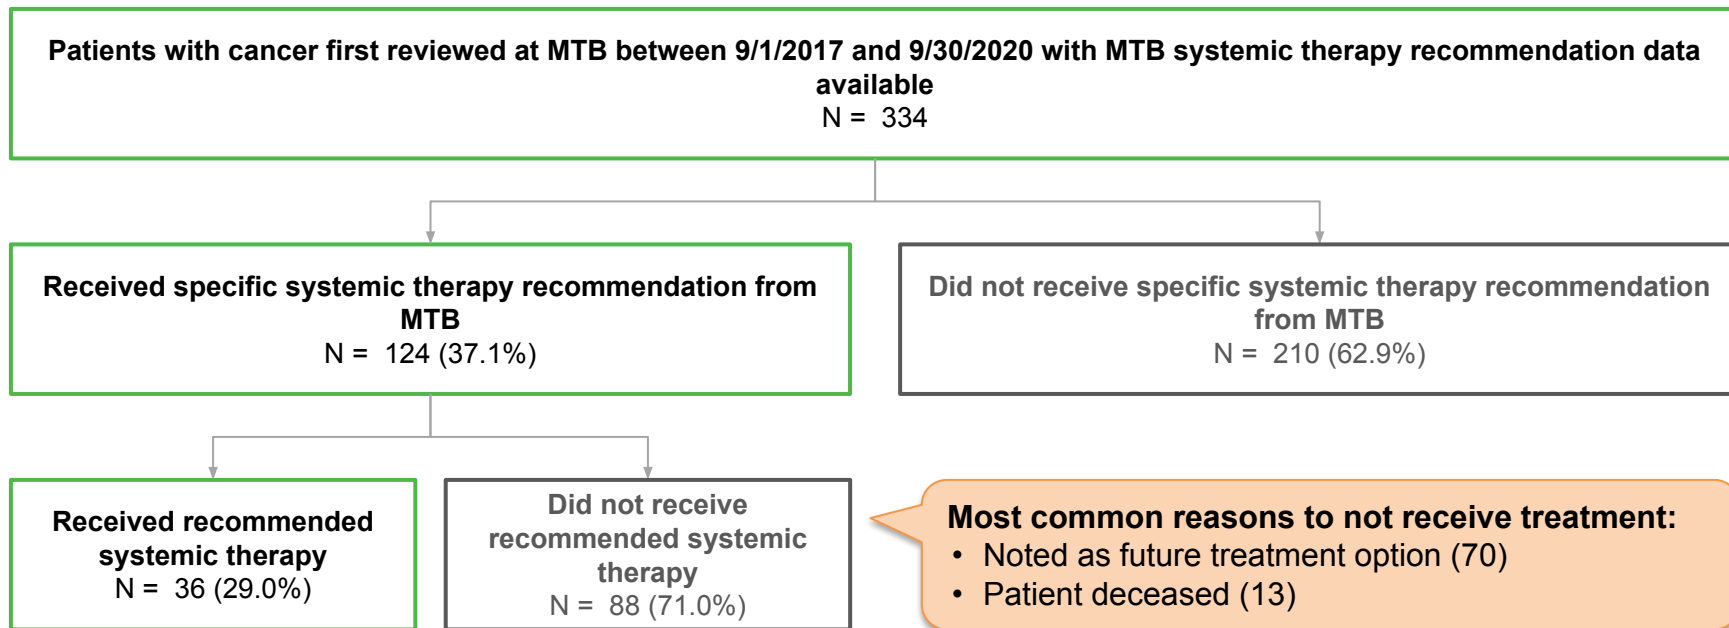 Patients with cancer first reviewed at MTB between 9/1/2017 and 9/30/2020 with MTB systemic therapy recommendation data
available
N = 334
Received specific systemic therapy recommendation from
MTB
N = 124 (37.1%)
Did not receive specific systemic therapy recommendation
from MTB
N = 210 (62.9%)
Received recommended
systemic therapy
N = 36 (29.0%)
Did not receive
recommended systemic
therapy
N = 88 (71.0%)
Most common reasons to not receive treatment:
• Noted as future treatment option (70)
• Patient deceased (13)